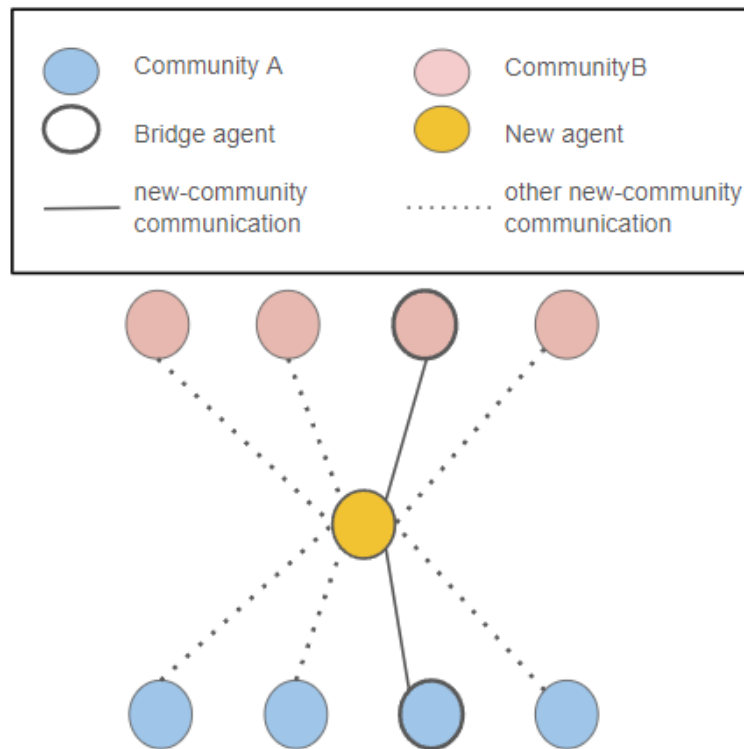 Community A
CommunityB
Bridge agent
New agent
new-community
communication
other new-community
communication